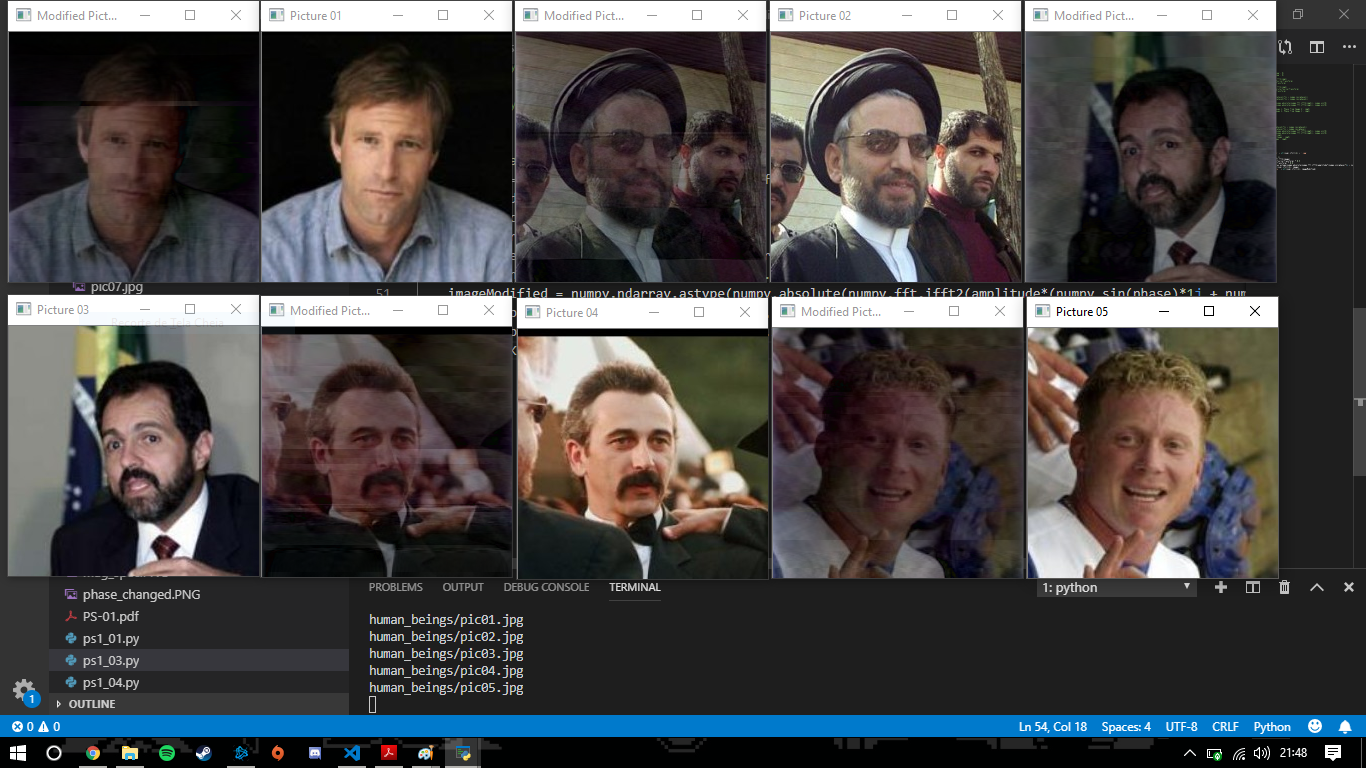 Modified Pict...
Picture 01
Modified Pict...
Picture 02
Modified Pict...
pic07.jpg
51
imageModified = numpy.ndarray.astype(numpy.absolute(numpy.fft.ifft2(amplitude*(numpy.sin(phase)*1j + num
Picture 03
Modified Pict...
Picture 04
Modified Pict...
Picture 05
phase_changed.PNG
PS-01.pdf
ps1_01.py
ps1_03.py
ps1_04.py
OUTLINE
PROBLEMS
OUTPUT
DEBUG CONSOLE
TERMINAL
1: python
human_beings/pic01.jpg
human_beings/pic02.jpg
human_beings/pic03.jpg
human_beings/pic04.jpg
human_beings/pic05.jpg
1
0 0
Ln 54, Col 18
Spaces: 4
UTF-8
CRLF
Python
21:48